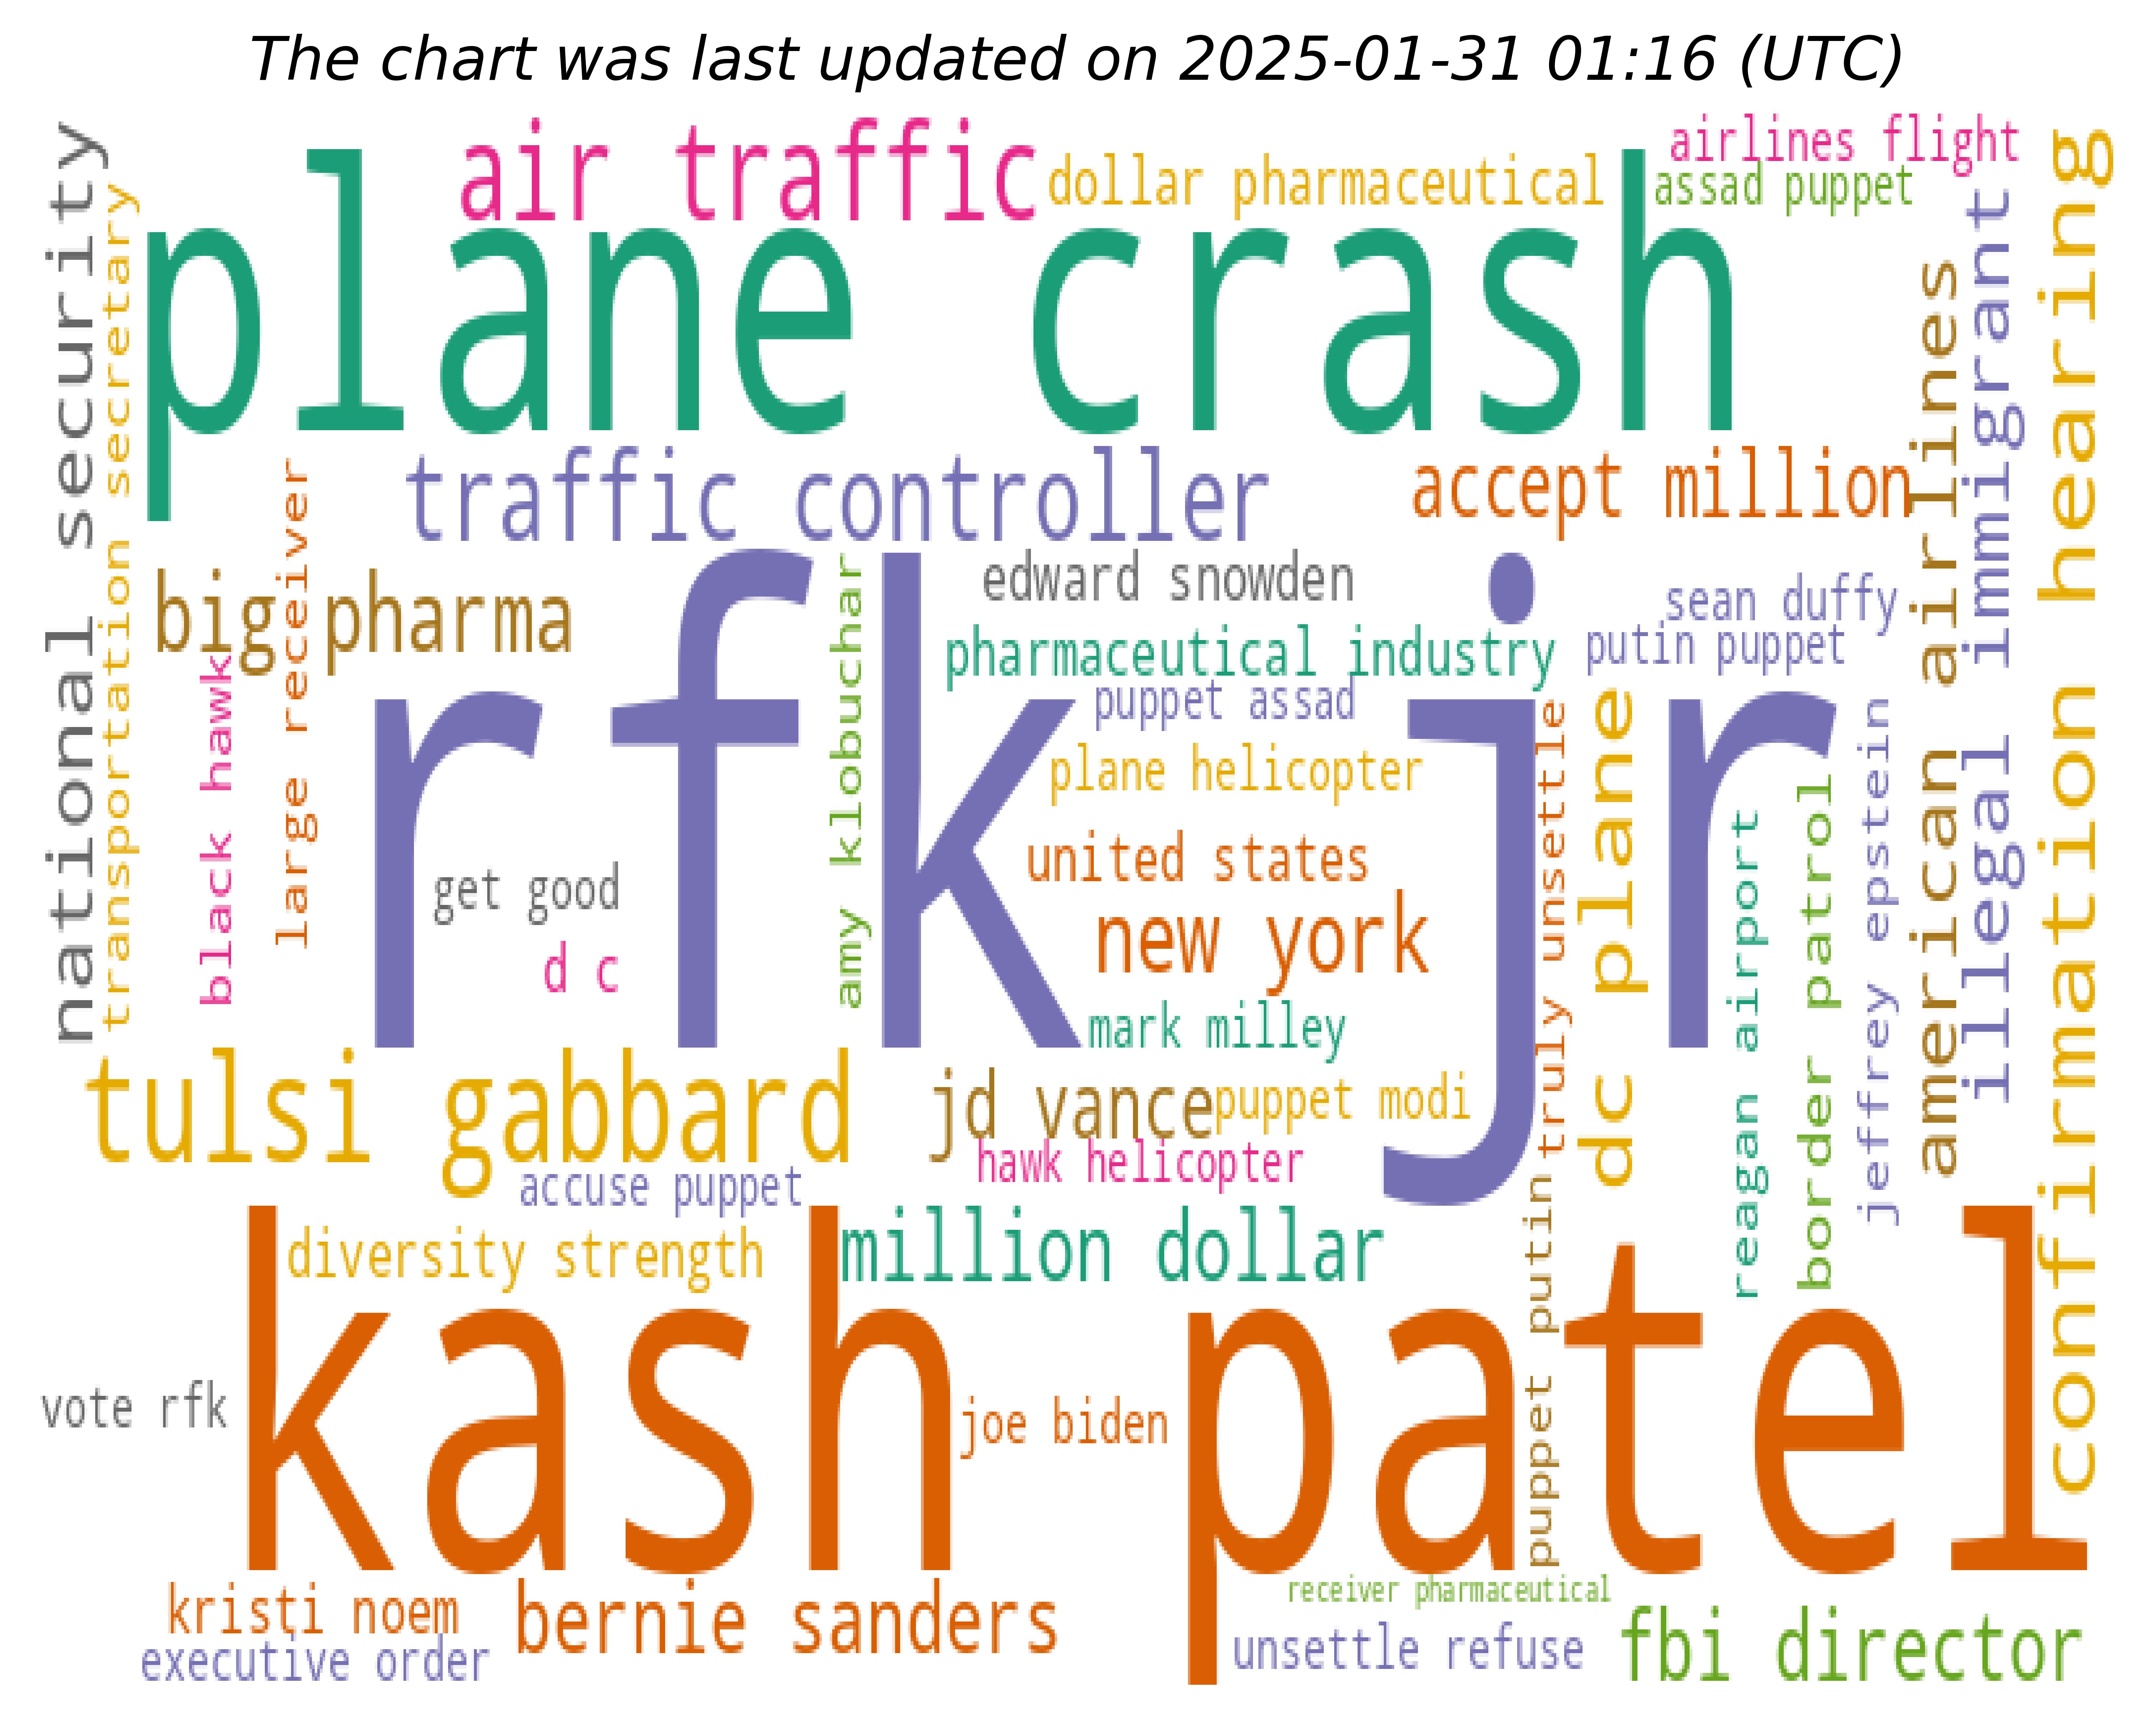 The chart was last updated on 2025-01-31 01:16 (UTC)
national security
transportation secretary
air traffic
dollar pharmaceutical
airlines flight
assad puppet
plane crash
confirmation hearing
illegal immigrant
american airlines
traffic controller
accept million
large receiver
big pharma
black hawk
edward snowden
sean duffy
pharmaceutical industry
putin puppet
amy klobuchar
rfk jr
puppet assad
plane helicopter
united states
get good
new york
d c
mark milley
truly unsettle
dc plane
reagan airport
border patrol
jeffrey epstein
tulsi gabbard
jd vance
puppet modi
hawk helicopter
accuse puppet
diversity strength
million dollar
puppet putin
kash patel
vote rfk
joe biden
kristi noem
bernie sanders
receiver pharmaceutical
executive order
unsettle refuse
fbi director